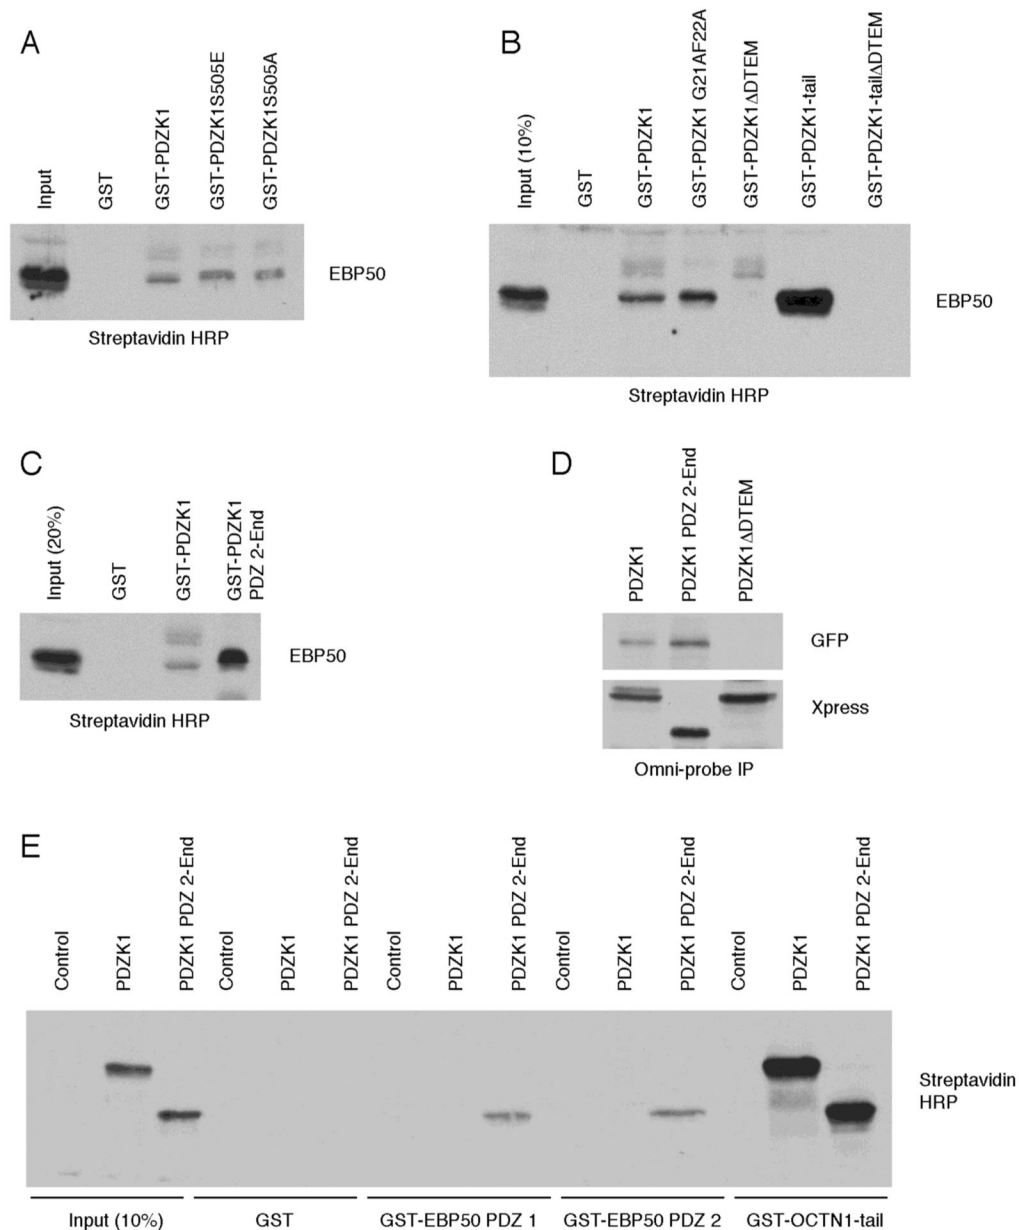 A
Input
GST
GST-PDZK1
GST-PDZK1S505E
GST-PDZK1S505A
EBP50
Streptavidin HRP
B
Input (10%)
GST
GST-PDZK1
GST-PDZK1 G21AF22A
GST-PDZK1ΔDTEM
GST-PDZK1-tail
GST-PDZK1-tailΔDTEM
EBP50
Streptavidin HRP
C
Input (20%)
GST
GST-PDZK1
GST-PDZK1
PDZ 2-End
EBP50
Streptavidin HRP
D
PDZK1
PDZK1 PDZ 2-End
PDZK1ΔDTEM
GFP
Xpress
Omni-probe IP
E
Control
PDZK1
PDZK1 PDZ 2-End
Control
PDZK1
PDZK1 PDZ 2-End
Control
PDZK1
PDZK1 PDZ 2-End
Control
PDZK1
PDZK1 PDZ 2-End
Control
PDZK1
PDZK1 PDZ 2-End
Streptavidin
HRP
Input (10%)
GST
GST-EBP50 PDZ 1
GST-EBP50 PDZ 2
GST-OCTN1-tail